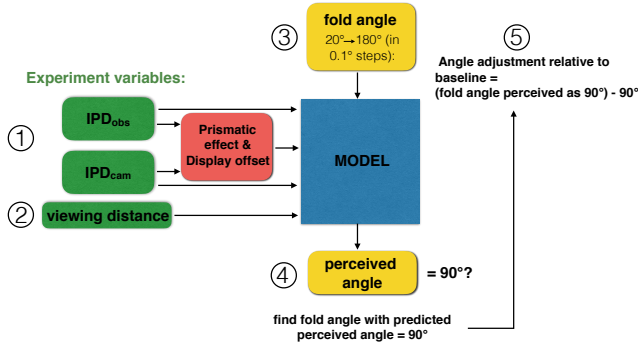 ③
fold angle
20°→180° (in
0.1° steps):
⑤
Angle adjustment relative to
baseline =
(fold angle perceived as 90°) - 90°
Experiment variables:
①
IPDobs
Prismatic
effect &
Display offset
MODEL
IPDcam
②
viewing distance
④
perceived
angle
= 90°?
find fold angle with predicted
perceived angle = 90°